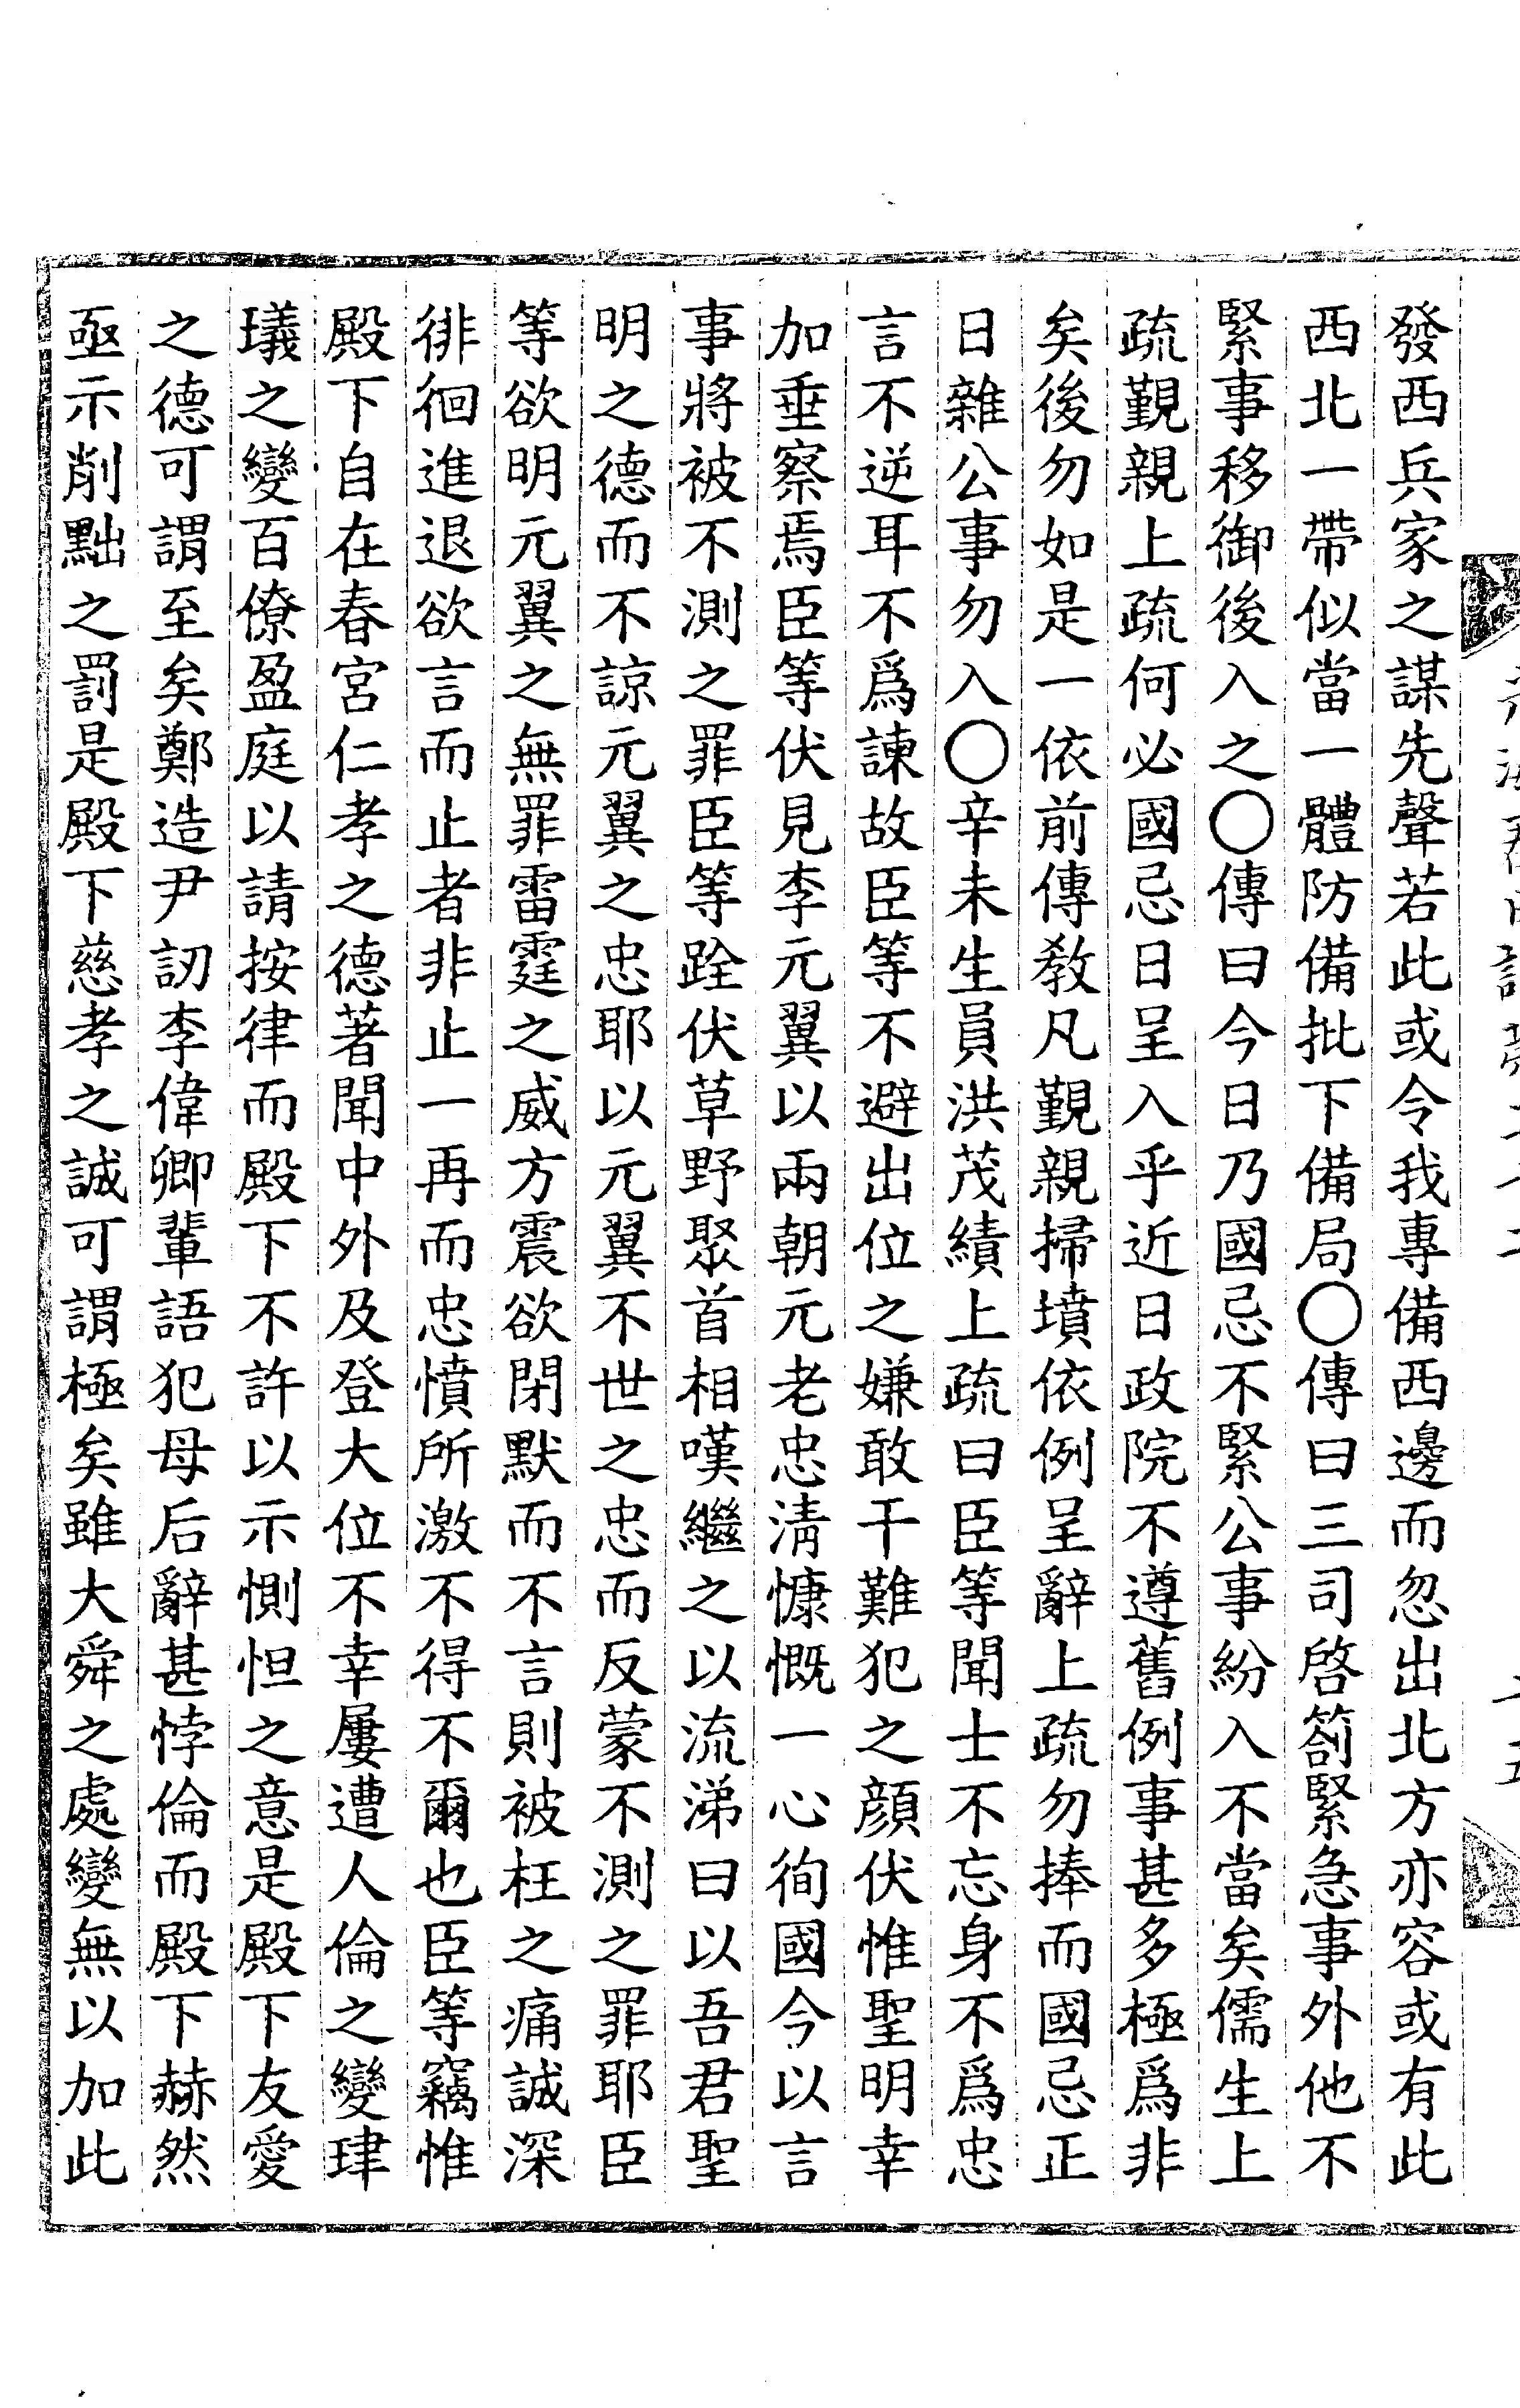 發西兵家之謀先聲若此或令我專備西邊而忽出北方亦容或有此
西北一帶似當一體防備批下備局〇傳曰三司啓箚緊急事外他不
緊事移御後入之〇傳曰今日乃國忌不緊公事紛入不當矣儒生上
疏覲親上疏何必國忌日呈入乎近日政院不遵舊例事甚多極爲非
矣後勿如是一依前傳敎凡覲親掃墳依例呈辭上疏勿捧而國忌正
日雜公事勿入〇辛未生員洪茂績上疏曰臣等聞士不忘身不爲忠
言不逆耳不爲諫故臣等不避出位之嫌敢干難犯之顔伏惟聖明幸
加垂察焉臣等伏見李元翼以兩朝元老忠淸慷慨一心徇國今以言
事將被不測之罪臣等跧伏草野聚首相嘆繼之以流涕曰以吾君聖
明之德而不諒元翼之忠耶以元翼不世之忠而反蒙不測之罪耶臣
等欲明元翼之無罪雷霆之威方震欲閉默而不言則被枉之痛誠深
徘徊進退欲言而止者非止一再而忠憤所激不得不爾也臣等竊惟
殿下自在春宮仁孝之德著聞中外及登大位不幸屢遭人倫之變珒
㼁之變百僚盈庭以請按律而殿下不許以示惻怛之意是殿下友愛
之德可謂至矣鄭造尹訒李偉卿輩語犯母后辭甚悖倫而殿下赫然
亟示削黜之罰是殿下慈孝之誠可謂極矣雖大舜之處變無以加此